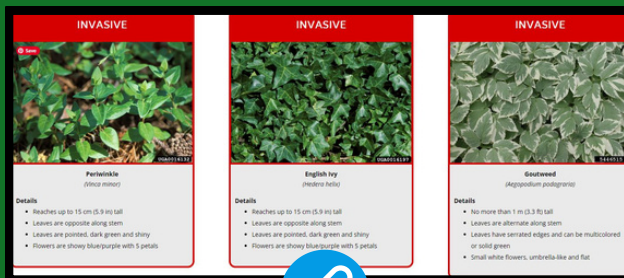 INVASIVE
Save
UGA0016132
Periwinkle
(Vinca minor)
Details
Reaches up to 15 cm (5.9 in) tall
Leaves are opposite along stem
Leaves are pointed, dark green and shiny
Flowers are showy blue/purple with 5 petals
INVASIVE
UGA0016197
English Ivy
(Hedera helix)
Details
Reaches up to 15 cm (5.9 in) tall
Leaves are opposite along stem
Leaves are pointed, dark green and shiny
Flowers are showy blue/purple with 5 petals
INVASIVE
5446515
Goutweed
(Aegopodium podagraria)
Details
No more than 1 m (3.3 ft) tall
Leaves are alternate along stem
Leaves have serrated edges and can be multicolored
or solid green
Small white flowers, umbrella-like and flat